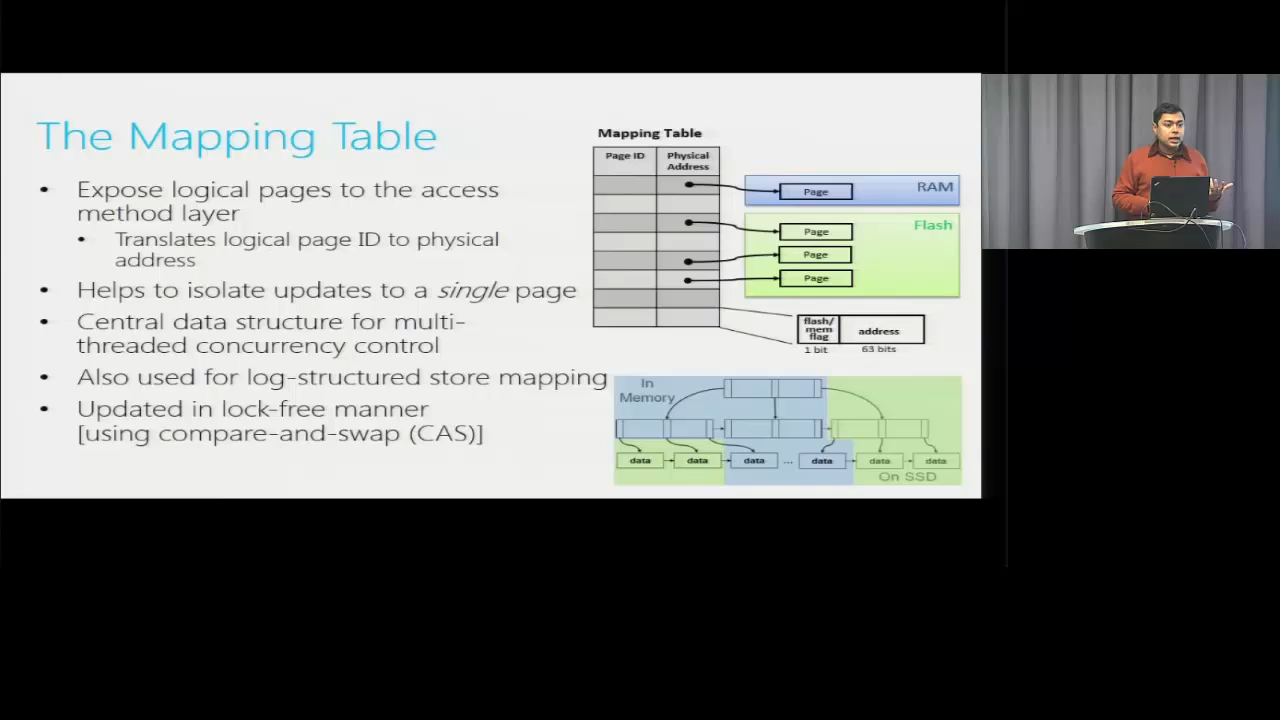 The Mapping Table
• Expose logical pages to the access
method layer
• Translates logical page ID to physical
address
• Helps to isolate updates to a single page
• Central data structure for multi-
threaded concurrency control
• Also used for log-structured store mapping
• Updated in lock-free manner
[using compare-and-swap (CAS)]
Mapping Table
Page ID
Physical
Address
Page
RAM
Page
Flash
Page
Page
flash/
mem
flag
address
1 bit
63 bits
In
Memory
data
data
data
...
data
data
data
On SSD